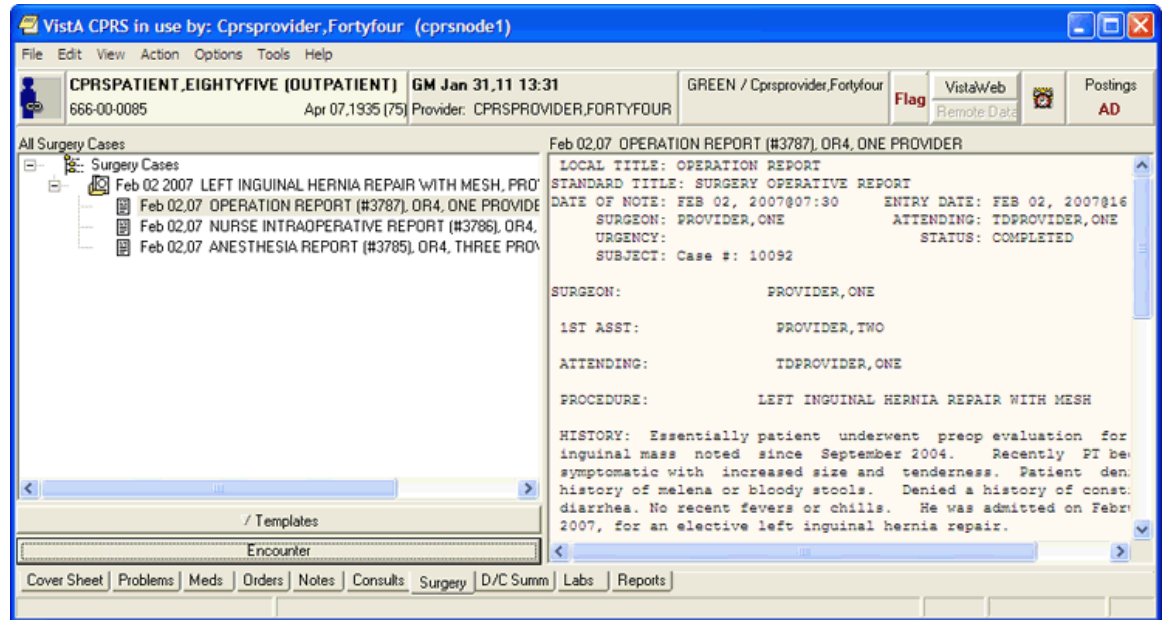 VistA CPRS in use by: Cprsprovider,Fortyfour (cprsnode1)
File Edit View Action Options Tools Help
CPRSPATIENT,EIGHTYFIVE (OUTPATIENT)
666-00-0085 Apr 07,1935 (75)
GM Jan 31,11 13:31
Provider: CPRSPROVIDER,FORTYFOUR
GREEN / Cprsprovider,Fortyfour
Flag
VistaWeb
Remote Data
Postings
AD
All Surgery Cases
Surgery Cases
Feb 02 2007 LEFT INGUINAL HERNIA REPAIR WITH MESH, PRO
Feb 02,07 OPERATION REPORT (#3787), OR4, ONE PROVIDE
Feb 02,07 NURSE INTRAOPERATIVE REPORT (#3786), OR4,
Feb 02,07 ANESTHESIA REPORT (#3785), OR4, THREE PRO
/ Templates
Encounter
Feb 02,07 OPERATION REPORT (#3787), OR4, ONE PROVIDER
LOCAL TITLE: OPERATION REPORT
STANDARD TITLE: SURGERY OPERATIVE REPORT
DATE OF NOTE: FEB 02, 2007@07:30 ENTRY DATE: FEB 02, 2007@16
SURGEON: PROVIDER,ONE ATTENDING: TDPROVIDER,ONE
URGENCY: STATUS: COMPLETED
SUBJECT: Case #: 10092
SURGEON: PROVIDER,ONE
1ST ASST: PROVIDER,TWO
ATTENDING: TDPROVIDER,ONE
PROCEDURE: LEFT INGUINAL HERNIA REPAIR WITH MESH
HISTORY: Essentially patient underwent preop evaluation for
inguinal mass noted since September 2004. Recently PT be
symptomatic with increased size and tenderness. Patient den
history of melena or bloody stools. Denied a history of const
diarrhea. No recent fevers or chills. He was admitted on Febr
2007, for an elective left inguinal hernia repair.
Cover Sheet Problems Meds Orders Notes Consults Surgery D/C Summ Labs Reports